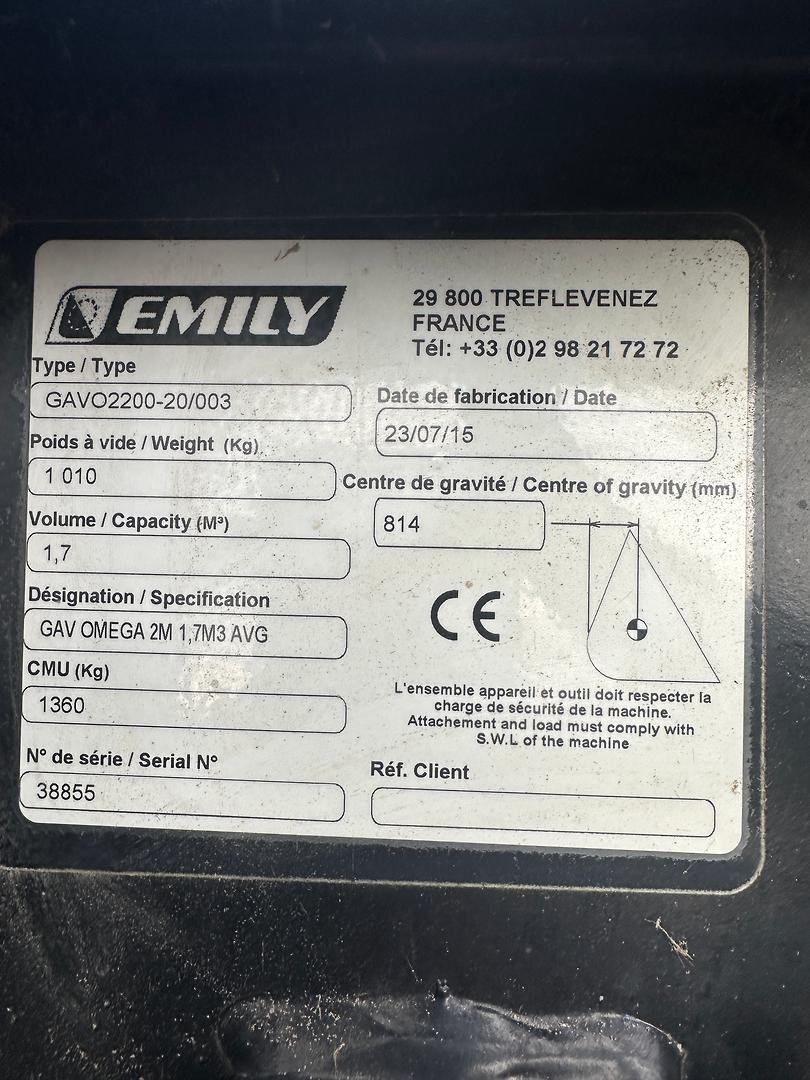 EMILY
29 800 TREFLEVENEZ
FRANCE
Tél: +33 (0)2 98 21 72 72
Type / Type
GAVO2200-20/003
Date de fabrication / Date
23/07/15
Poids à vide / Weight (Kg)
1 010
Centre de gravité / Centre of gravity (mm)
814
Volume / Capacity (M³)
1,7
Désignation / Specification
GAV OMEGA 2M 1,7M3 AVG
CE
CMU (Kg)
1360
L'ensemble appareil et outil doit respecter la
charge de sécurité de la machine.
Attachement and load must comply with
S.W.L of the machine
N° de série / Serial N°
38855
Réf. Client